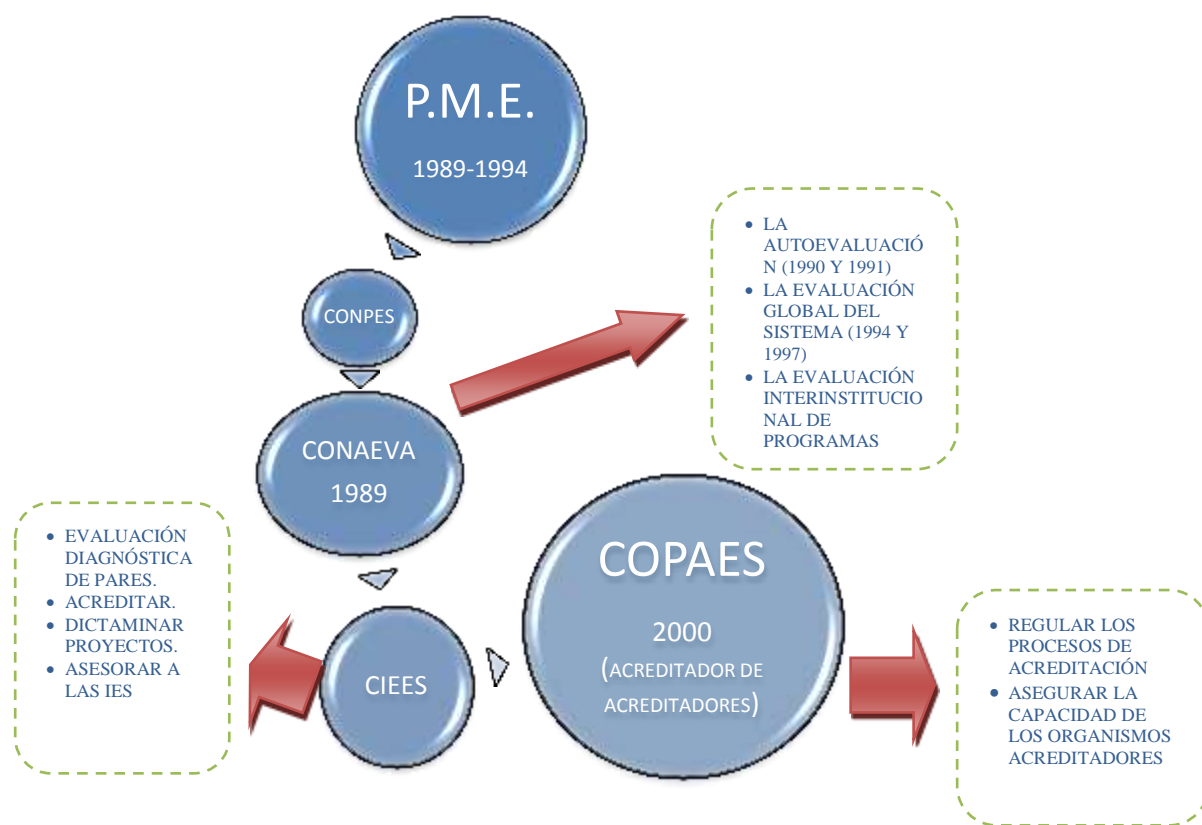 P.M.E.
1989-1994
CONPES
CONAEVA
1989
• LA
AUTOEVALUACIÓ
N (1990 Y 1991)
• LA EVALUACIÓN
GLOBAL DEL
SISTEMA (1994 Y
1997)
• LA EVALUACIÓN
INTERINSTITUCIO
NAL DE
PROGRAMAS
CIEES
• EVALUACIÓN
DIAGNÓSTICA
DE PARES.
• ACREDITAR.
• DICTAMINAR
PROYECTOS.
• ASESORAR A
LAS IES
COPAES
2000
(ACREDITADOR DE
ACREDITADORES)
• REGULAR LOS
PROCESOS DE
ACREDITACIÓN
• ASEGURAR LA
CAPACIDAD DE
LOS ORGANISMOS
ACREDITADORES